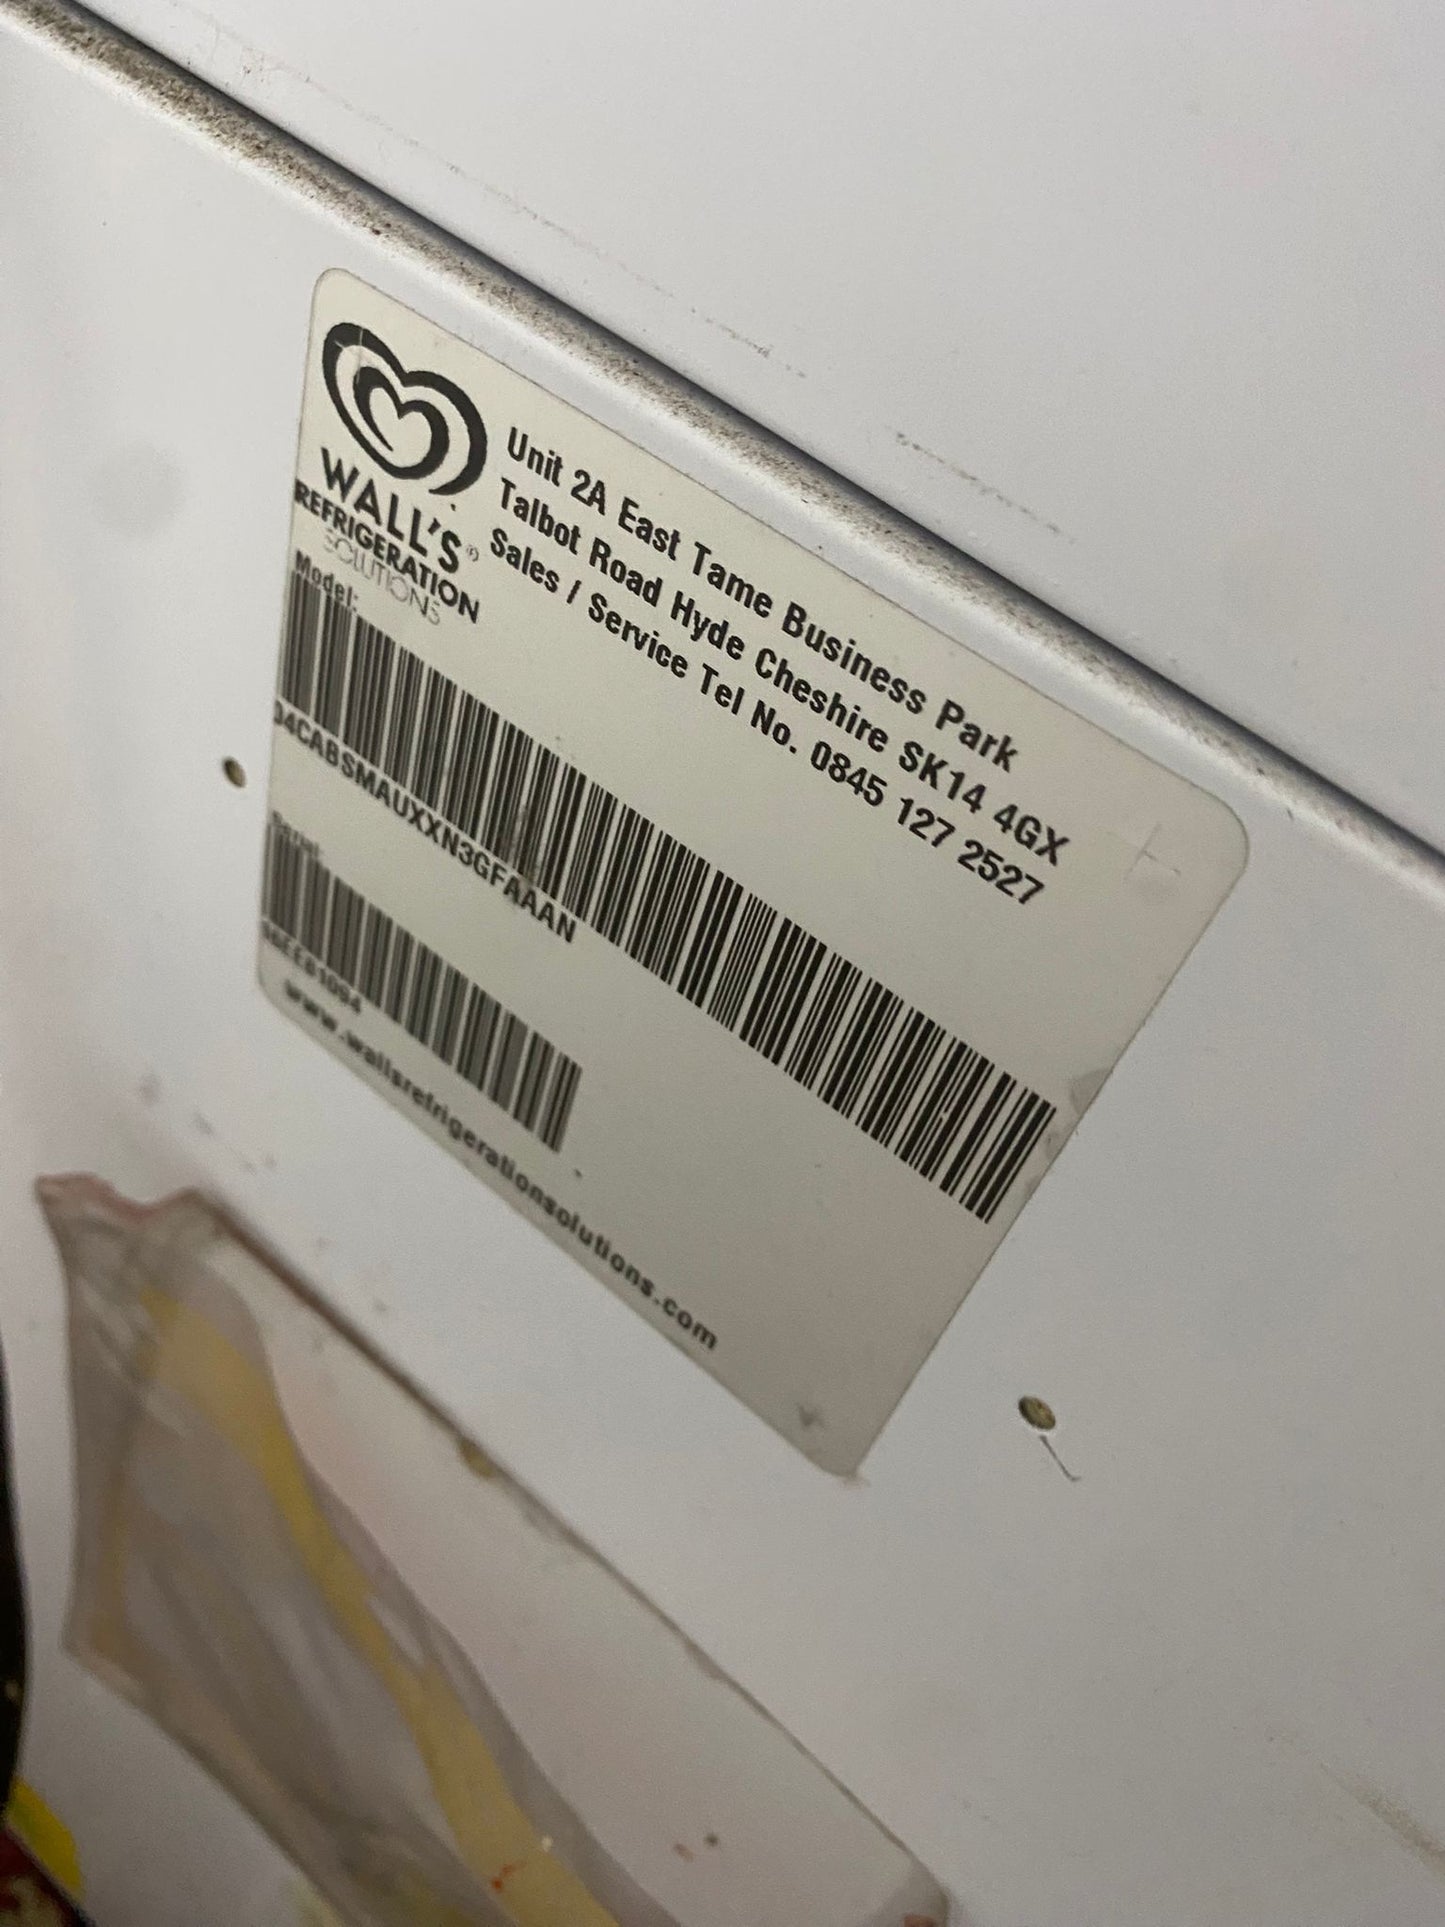 WALL'S®
REFRIGERATION
SOLUTIONS
Unit 2A East Tame Business Park
Talbot Road Hyde Cheshire SK14 4GX
Sales / Service Tel No. 0845 127 2527
Model:
04CABSMAUXXN3GFAAAN
Serial:
www.wallsrefrigerationsolutions.com